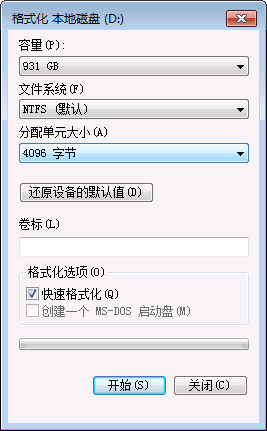 格式化 本地磁盘 (D:)
容量(P):
931 GB
文件系统(F)
NTFS (默认)
分配单元大小(A)
4096 字节
还原设备的默认值(D)
卷标(L)
格式化选项(O)
快速格式化(Q)
创建一个 MS-DOS 启动盘(M)
开始(S)
关闭(C)